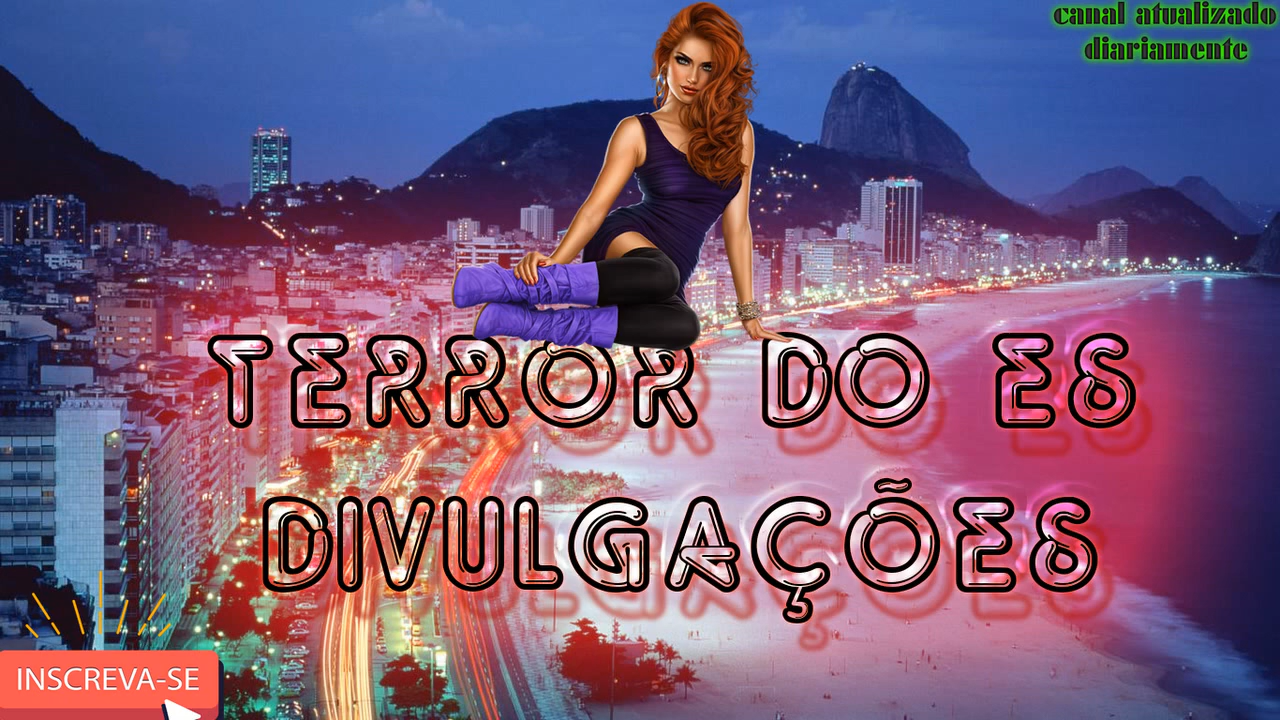 canal atualizado
diariamente
TERROR DO ES
DIVULGAÇÕES
INSCREVA-SE